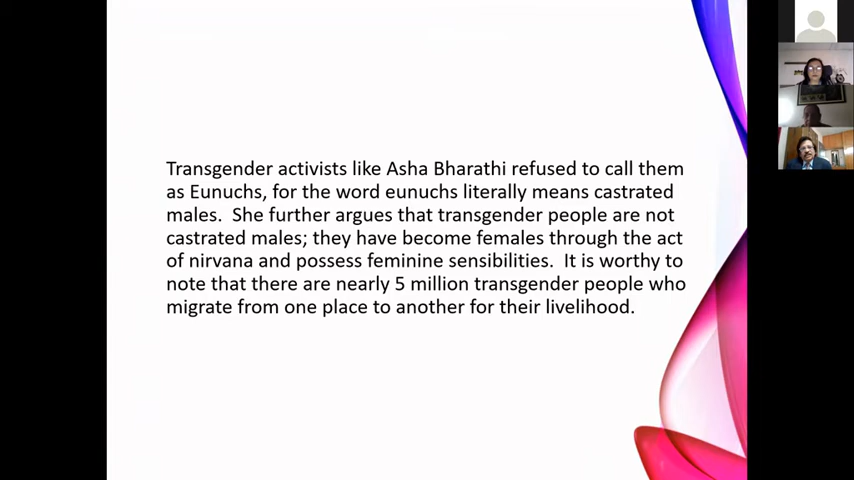 Transgender activists like Asha Bharathi refused to call them
as Eunuchs, for the word eunuchs literally means castrated
males.  She further argues that transgender people are not
castrated males; they have become females through the act
of nirvana and possess feminine sensibilities.  It is worthy to
note that there are nearly 5 million transgender people who
migrate from one place to another for their livelihood.